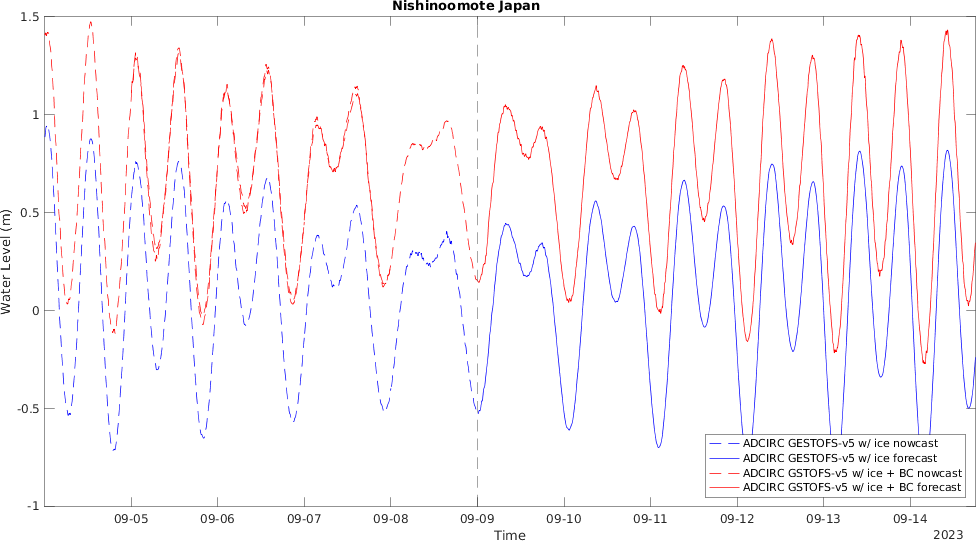 Nishinoomote Japan
1.5
1
0.5
0
-0.5
-1
Water Level (m)
09-05 09-06 09-07 09-08 09-09 09-10 09-11 09-12 09-13 09-14
Time
2023
ADCIRC GESTOFS-v5 w/ ice nowcast
ADCIRC GESTOFS-v5 w/ ice forecast
ADCIRC GSTOFS-v5 w/ ice + BC nowcast
ADCIRC GSTOFS-v5 w/ ice + BC forecast